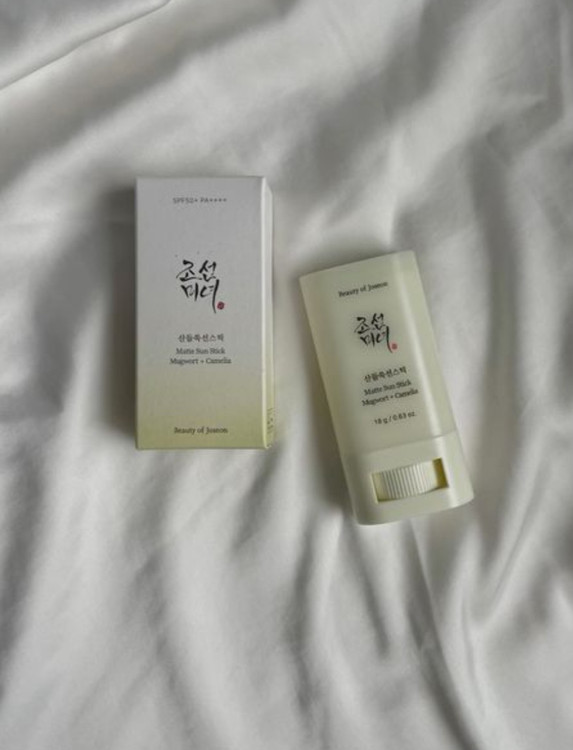 SPF50+ PA++++
조선
미녀
산들쑥선스틱
Matte Sun Stick
Mugwort + Camelia
Beauty of Joseon
Beauty of Joseon
조선
미녀
산들쑥선스틱
Matte Sun Stick
Mugwort + Camelia
18 g / 0.63 oz.